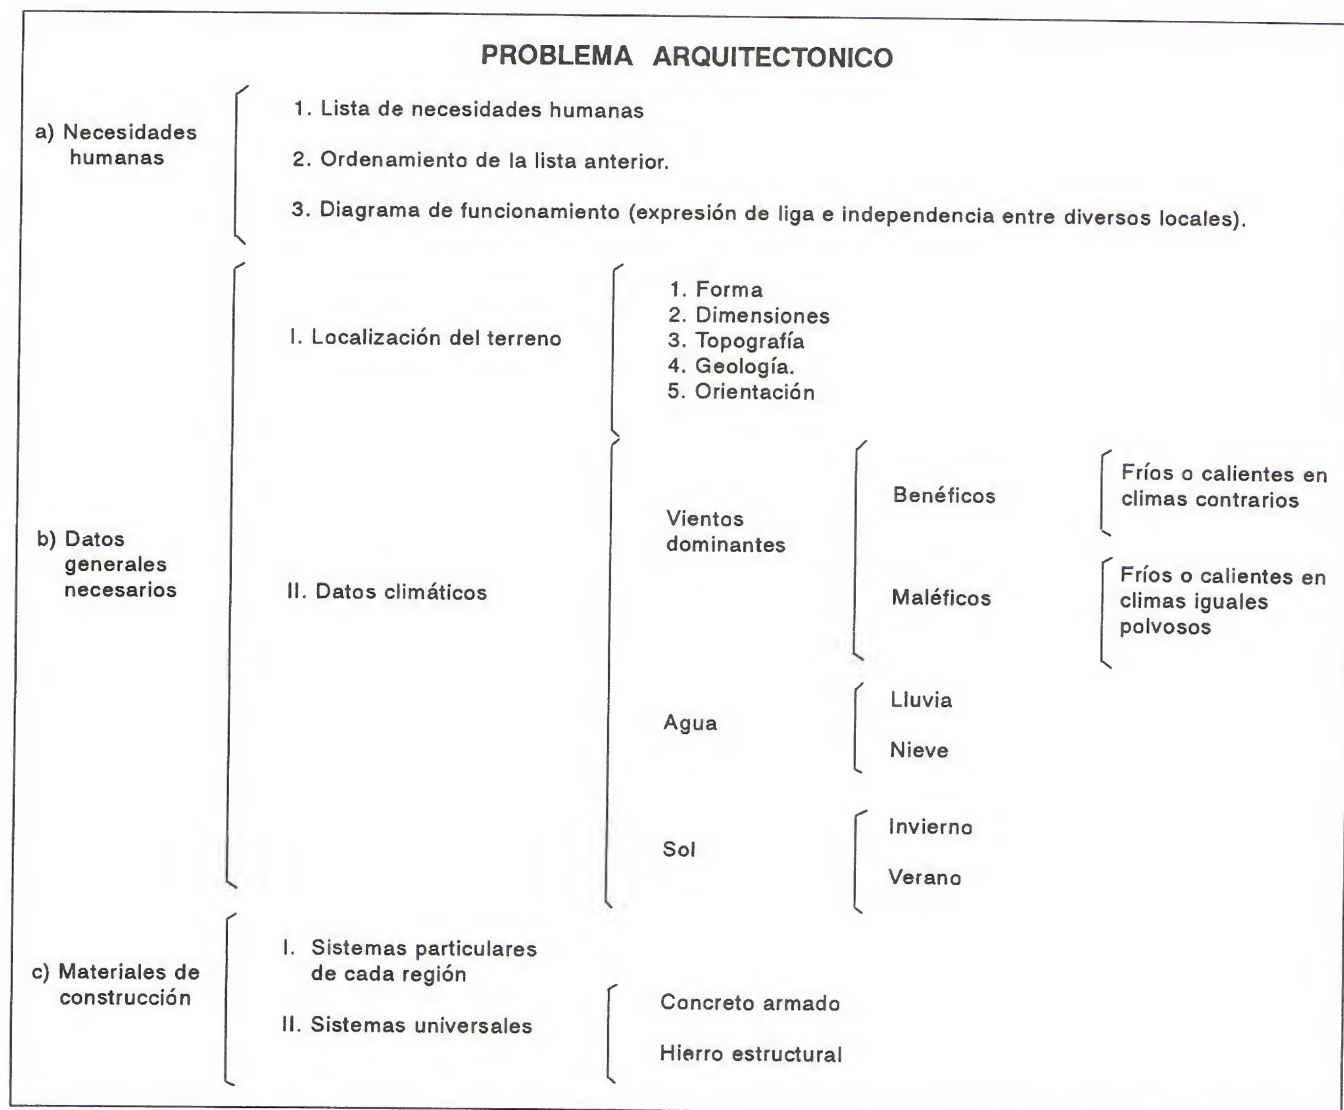 PROBLEMA ARQUITECTONICO
a) Necesidades
humanas
1. Lista de necesidades humanas
2. Ordenamiento de la lista anterior.
3. Diagrama de funcionamiento (expresión de liga e independencia entre diversos locales).
b) Datos
generales
necesarios
I. Localización del terreno
1. Forma
2. Dimensiones
3. Topografía
4. Geología.
5. Orientación
II. Datos climáticos
Vientos
dominantes
Benéficos
Fríos o calientes en
climas contrarios
Maléficos
Fríos o calientes en
climas iguales
polvosos
Agua
Lluvia
Nieve
Sol
Invierno
Verano
c) Materiales de
construcción
I. Sistemas particulares
de cada región
II. Sistemas universales
Concreto armado
Hierro estructural